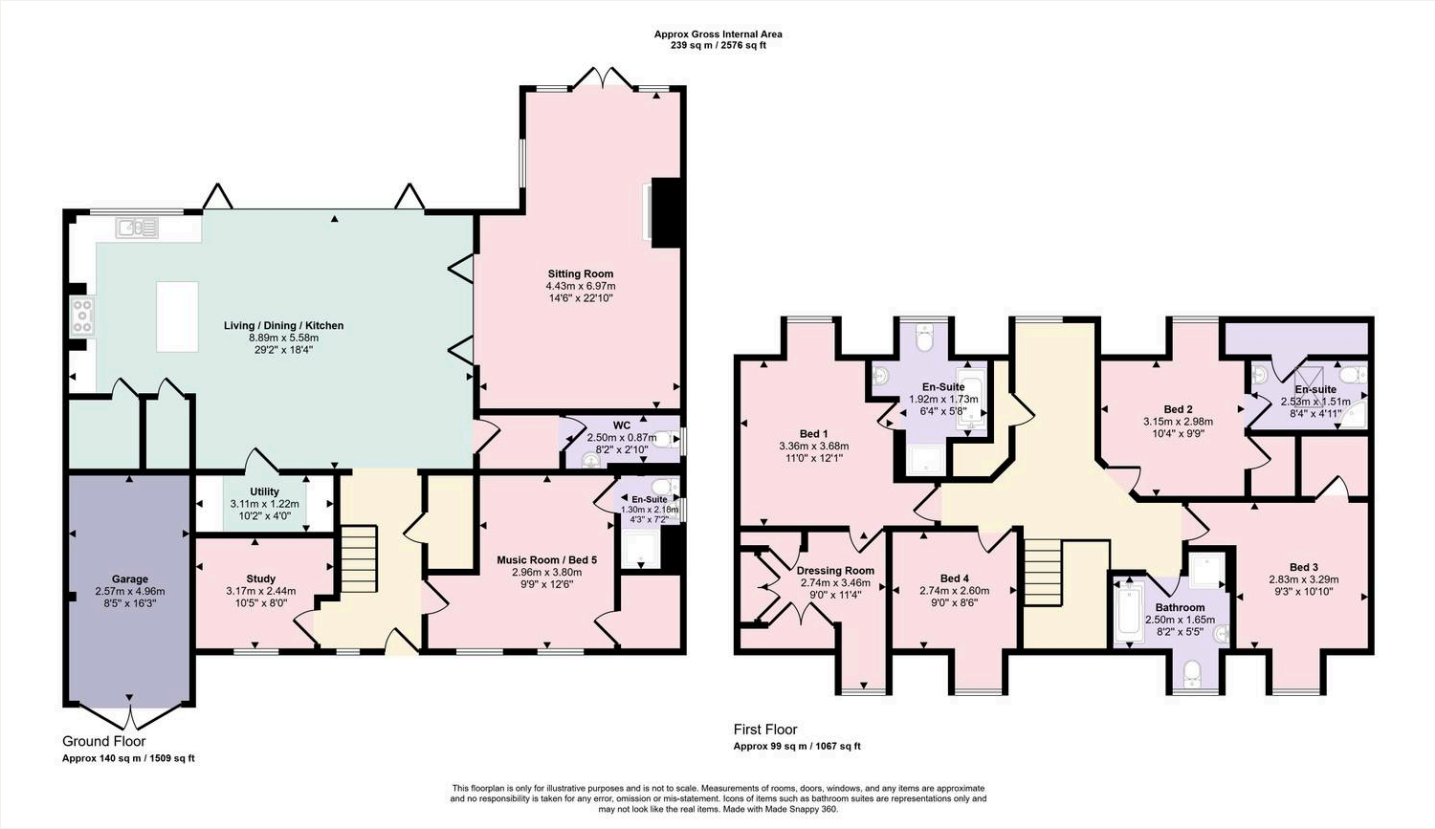 Approx Gross Internal Area
239 sq m / 2576 sq ft
Sitting Room
4.43m x 6.97m
14'6" x 22'10"
Living / Dining / Kitchen
8.89m x 5.58m
29'2" x 18'4"
WC
2.50m x 0.87m
8'2" x 2'10"
Utility
3.11m x 1.22m
10'2" x 4'0"
En-Suite
1.30m x 2.18m
4'3" x 7'2"
Garage
2.57m x 4.96m
8'5" x 16'3"
Study
3.17m x 2.44m
10'5" x 8'0"
Music Room / Bed 5
2.96m x 3.80m
9'9" x 12'6"
Ground Floor
Approx 140 sq m / 1509 sq ft
En-Suite
1.92m x 1.73m
6'4" x 5'8"
Bed 1
3.36m x 3.68m
11'0" x 12'1"
Bed 2
3.15m x 2.98m
10'4" x 9'9"
En-suite
2.53m x 1.51m
8'4" x 4'11"
Dressing Room
2.74m x 3.46m
9'0" x 11'4"
Bed 4
2.74m x 2.60m
9'0" x 8'6"
Bathroom
2.50m x 1.65m
8'2" x 5'5"
Bed 3
2.83m x 3.29m
9'3" x 10'10"
First Floor
Approx 99 sq m / 1067 sq ft
This floorplan is only for illustrative purposes and is not to scale. Measurements of rooms, doors, windows, and any items are approximate
and no responsibility is taken for any error, omission or mis-statement. Icons of items such as bathroom suites are representations only and
may not look like the real items. Made with Made Snappy 360.